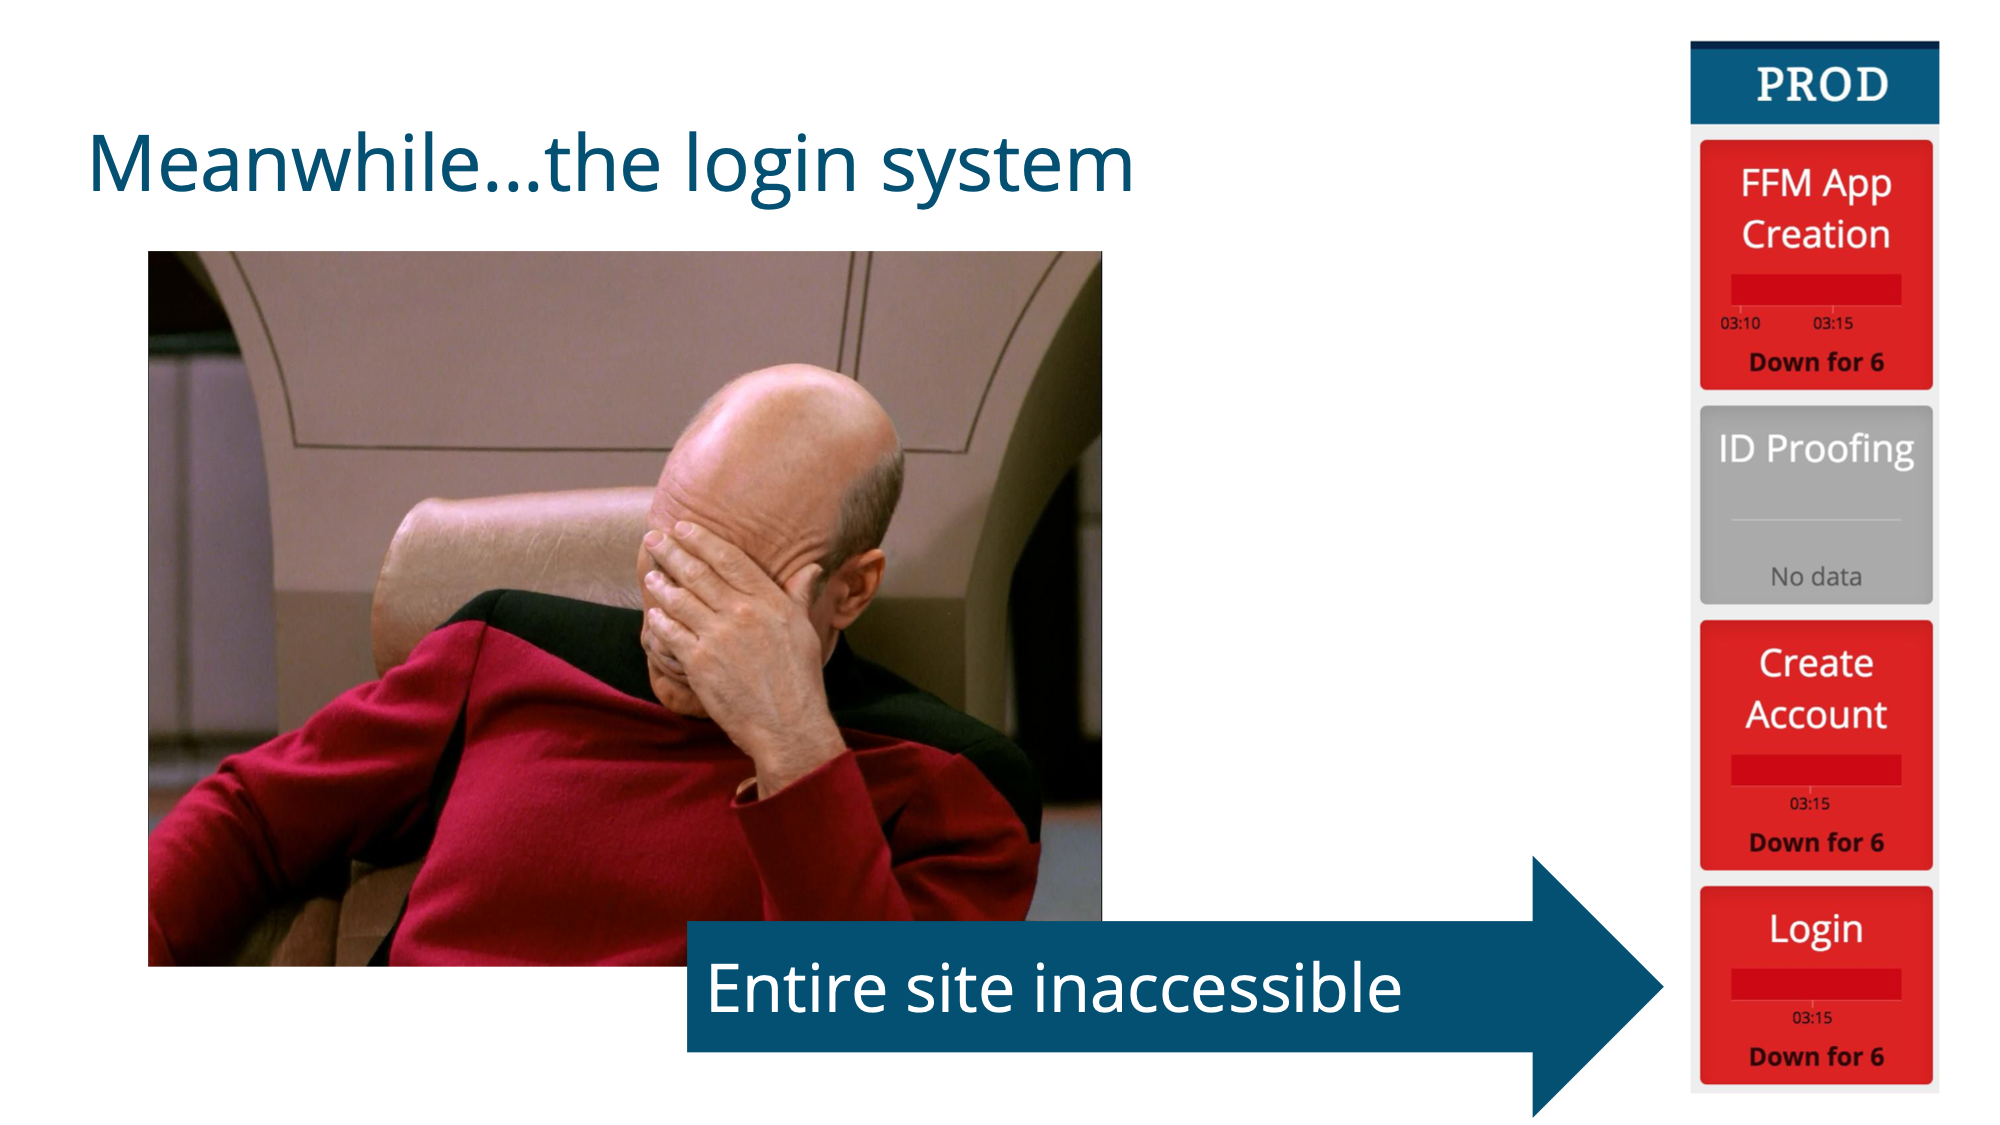 Meanwhile...the login system
Entire site inaccessible
PROD
FFM App
Creation
03:10 03:15
Down for 6
ID Proofing
No data
Create
Account
03:15
Down for 6
Login
03:15
Down for 6